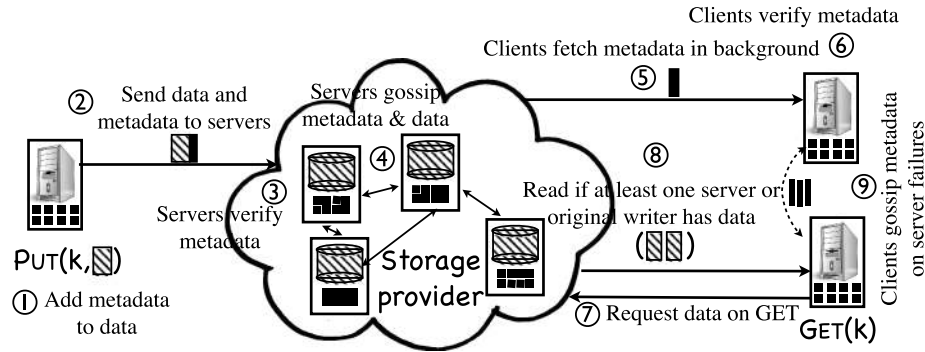 Clients verify metadata
Clients fetch metadata in background ⑥
⑤
② Send data and
metadata to servers
Servers gossip
metadata & data
③ ④
Servers verify
metadata
⑧
Read if at least one server or
original writer has data
( )
⑨ Clients gossip metadata
on server failures
PUT(k, )
① Add metadata
to data
Storage
provider
⑦ Request data on GET
GET(k)